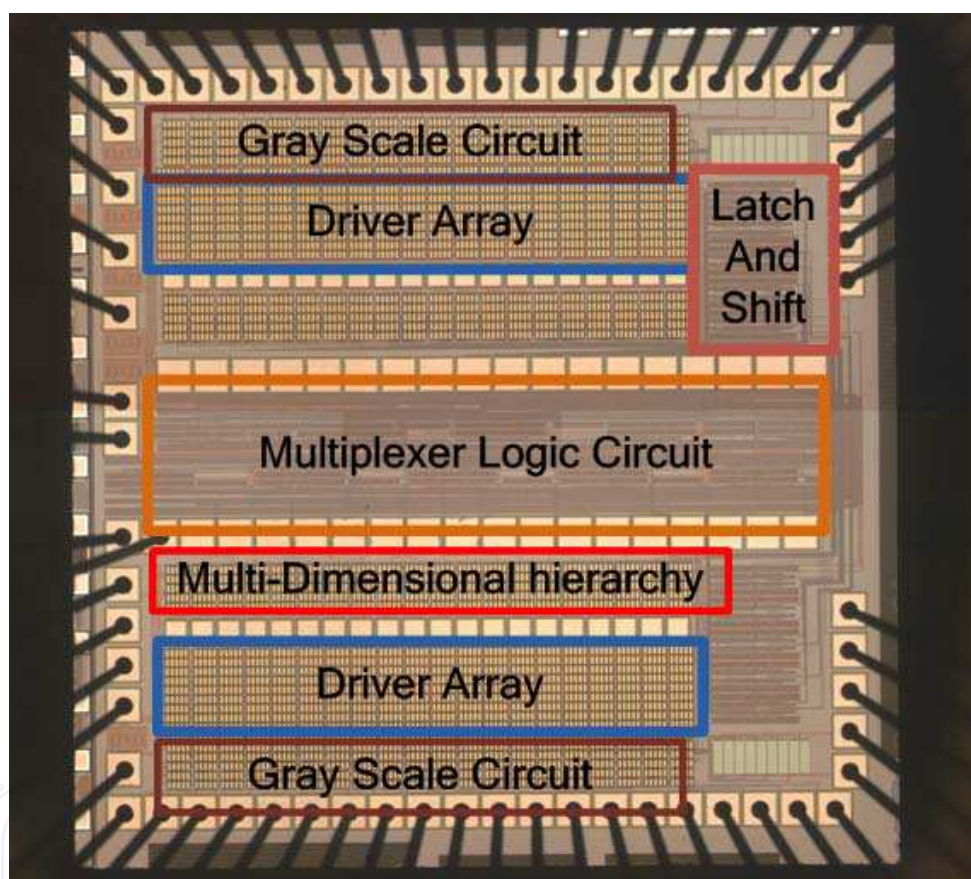 Gray Scale Circuit
Driver Array
Latch
And
Shift
Multiplexer Logic Circuit
Multi-Dimensional hierarchy
Driver Array
Gray Scale Circuit